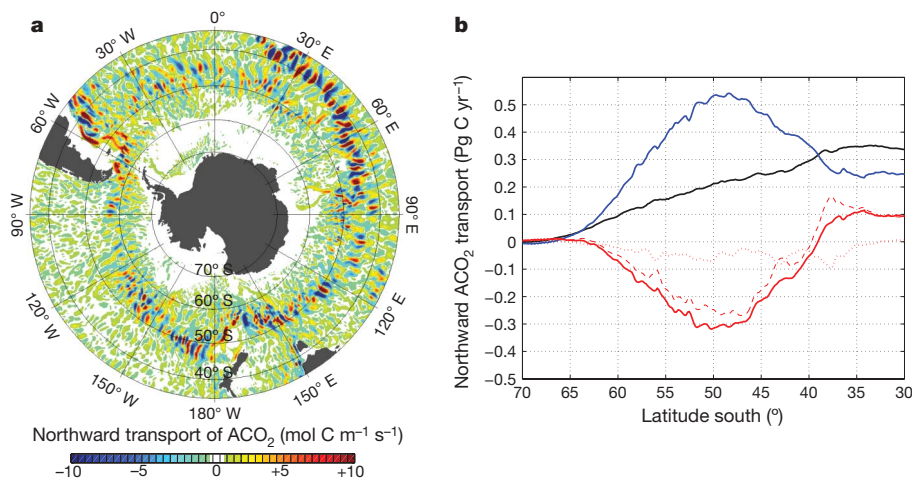 a
0°
30° E
60° E
90° E
120° E
150° E
180° W
150° W
120° W
90° W
60° W
30° W
70° S
60° S
50° S
40° S
Northward transport of ACO2 (mol C m−1 s−1)
−10 −5 0 +5 +10
b
Northward ACO2 transport (Pg C yr−1)
0.5
0.4
0.3
0.2
0.1
0
−0.1
−0.2
−0.3
−0.4
−0.5
70 65 60 55 50 45 40 35 30
Latitude south (°)